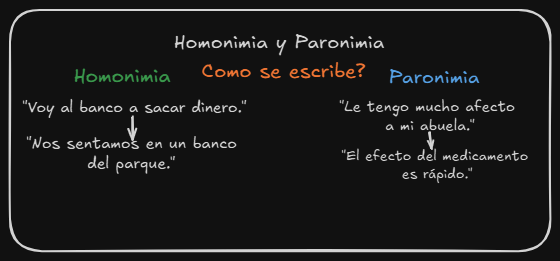 Homonimia y Paronimia
Como se escribe?
Homonimia
"Voy al banco a sacar dinero."
"Nos sentamos en un banco
del parque."
Paronimia
"Le tengo mucho afecto
a mi abuela."
"El efecto del medicamento
es rápido."